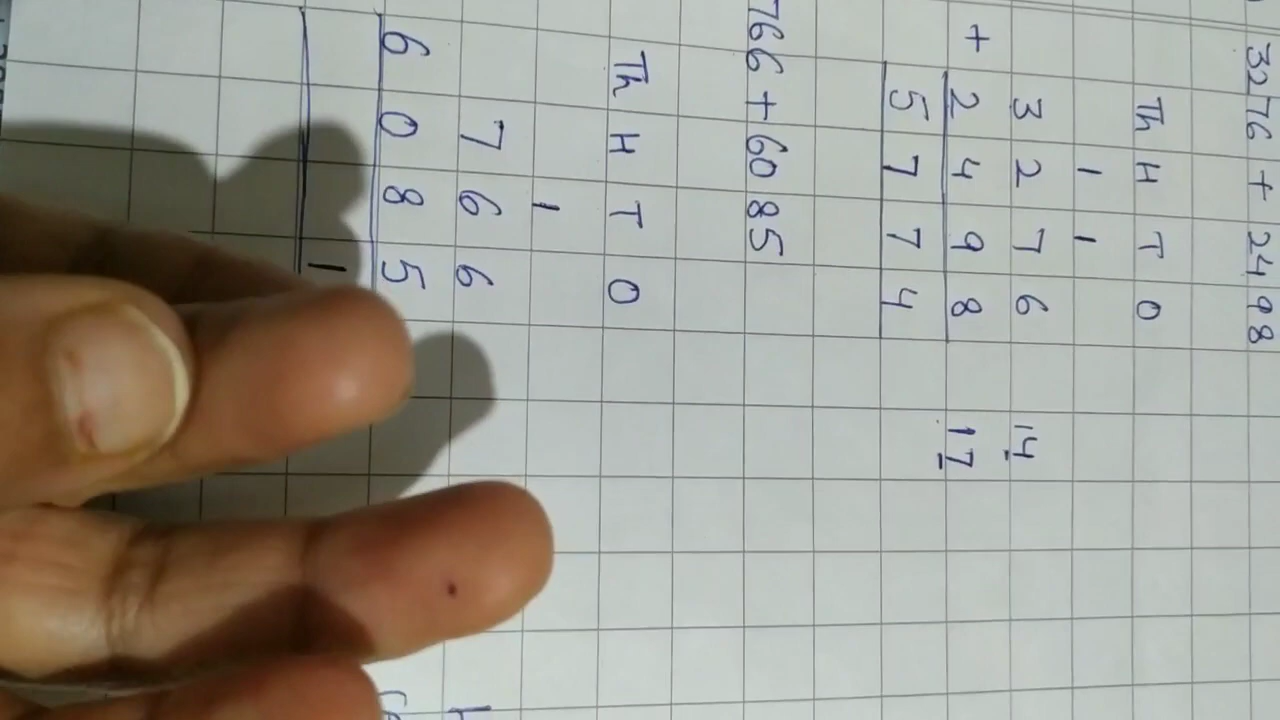 3276 + 2498
Th H T O
1 1
3 2 7 6 14
+ 2 4 9 8 17
5 7 7 4
766 + 6085
Th H T O
1
7 6 6
6 0 8 5
1